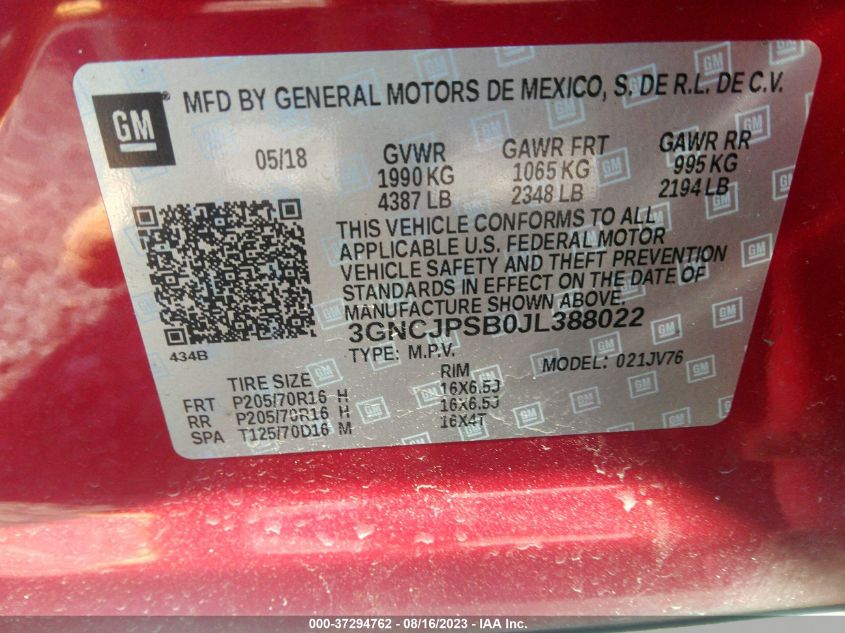 GM
MFD BY GENERAL MOTORS DE MEXICO, S. DE R.L. DE C.V.
05/18
GVWR GAWR FRT GAWR RR
1990 KG 1065 KG 995 KG
4387 LB 2348 LB 2194 LB
THIS VEHICLE CONFORMS TO ALL
APPLICABLE U.S. FEDERAL MOTOR
VEHICLE SAFETY AND THEFT PREVENTION
STANDARDS IN EFFECT ON THE DATE OF
MANUFACTURE SHOWN ABOVE.
3GNCJPSB0JL388022
434B
TYPE: M.P.V. MODEL: 021JV76
TIRE SIZE RIM
FRT P205/70R16 H 16X6.5J
RR P205/70R16 H 16X6.5J
SPA T125/70D16 M 16X4T
000-37294762 - 08/16/2023 - IAAI.COM